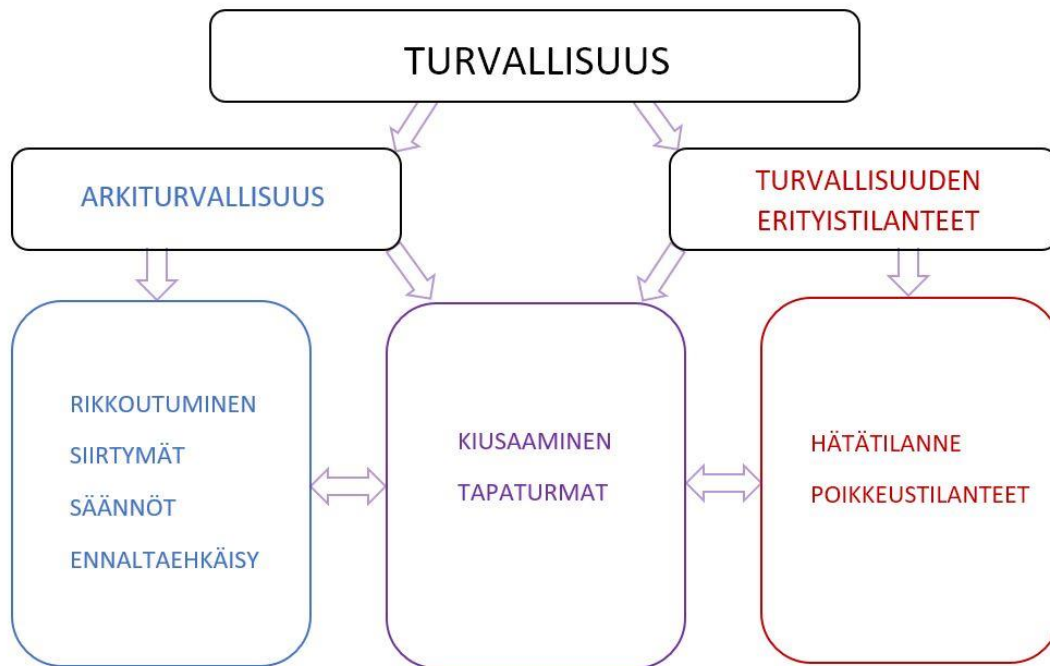 TURVALLISUUS
ARKITURVALLISUUS
TURVALLISUUDEN
ERITYISTILANTEET
RIKKOUTUMINEN
SIIRTYMÄT
SÄÄNNÖT
ENNALTAEHKÄISY
KIUSAAMINEN
TAPATURMAT
HÄTÄTILANNE
POIKKEUSTILANTEET